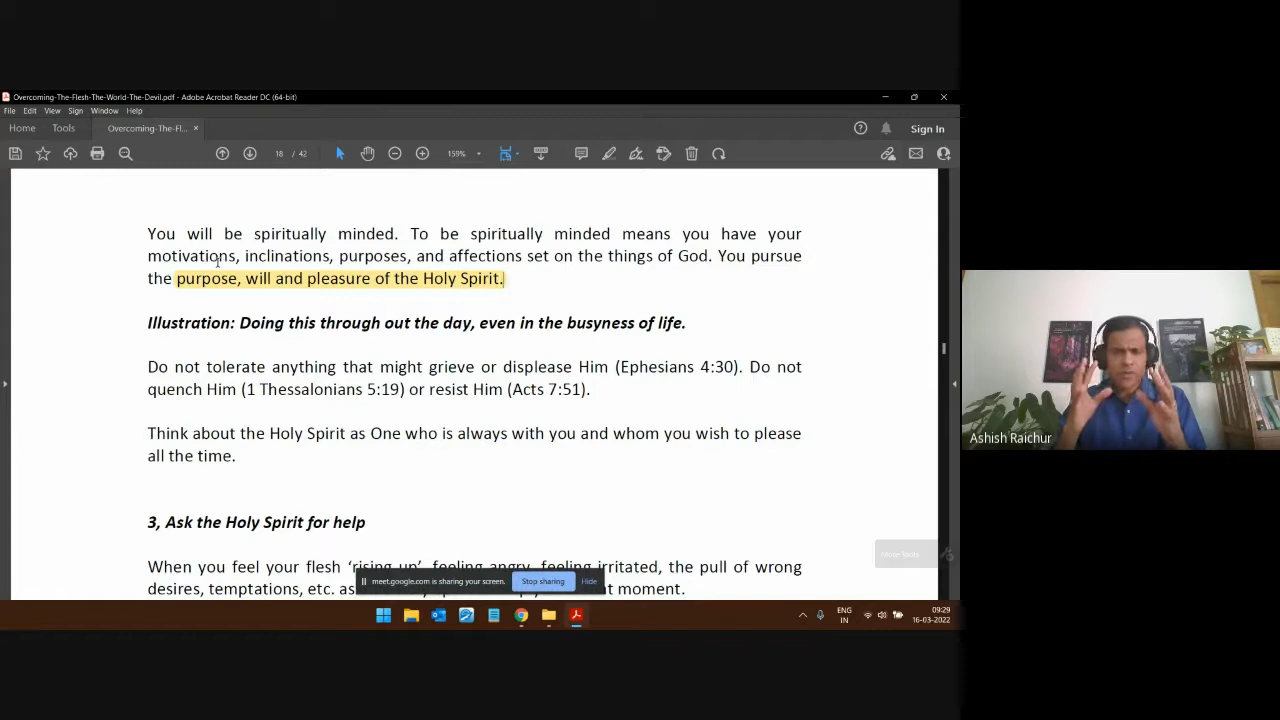 Overcoming-The-Flesh-The-World-The-Devil.pdf - Adobe Acrobat Reader DC (64-bit)
File Edit View Sign Window Help
Home Tools Overcoming-The-Fl... × Sign In
18 / 42 159%
You will be spiritually minded. To be spiritually minded means you have your
motivations, inclinations, purposes, and affections set on the things of God. You pursue
the purpose, will and pleasure of the Holy Spirit.
Illustration: Doing this through out the day, even in the busyness of life.
Do not tolerate anything that might grieve or displease Him (Ephesians 4:30). Do not
quench Him (1 Thessalonians 5:19) or resist Him (Acts 7:51).
Think about the Holy Spirit as One who is always with you and whom you wish to please
all the time.
3, Ask the Holy Spirit for help
More Tools
When you feel your flesh ‘rising up’, feeling angry, feeling irritated, the pull of wrong
desires, temptations, etc. moment.
meet.google.com is sharing your screen. Stop sharing Hide
ENG
IN
09:29
16-03-2022
Ashish Raichur